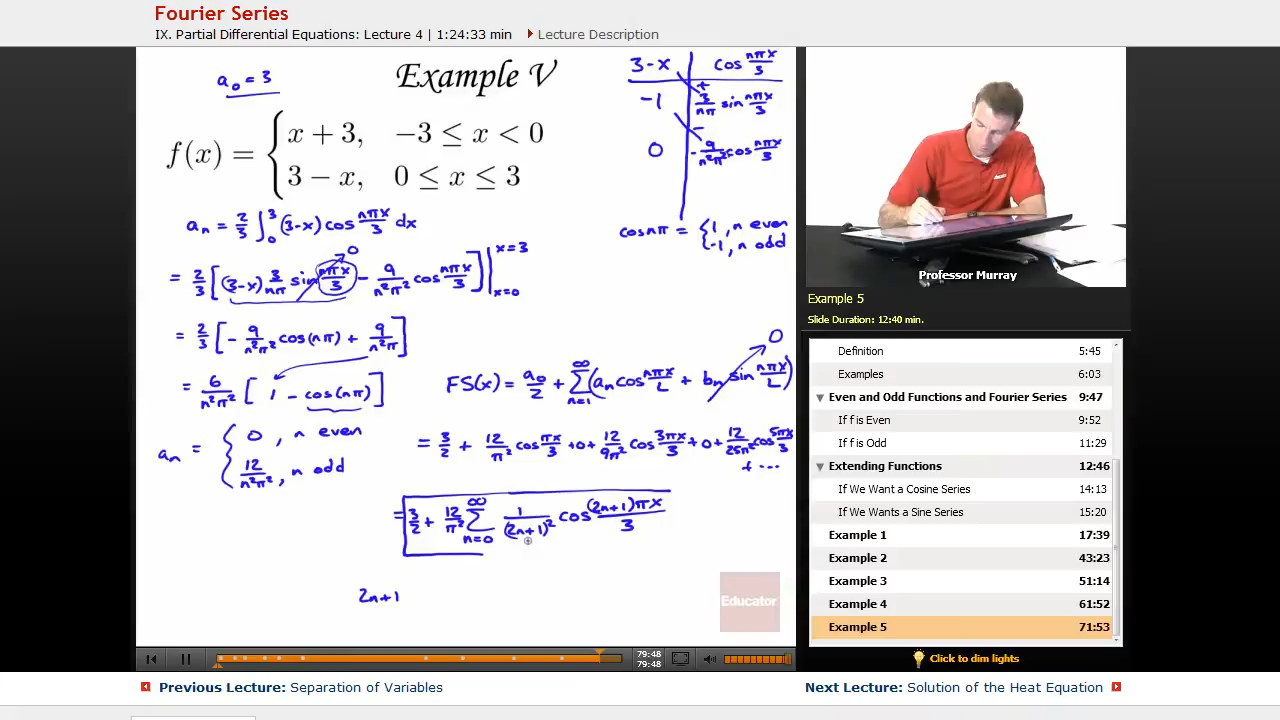 Fourier Series
IX. Partial Differential Equations: Lecture 4 | 1:24:33 min
Lecture Description
a₀ = 3
Example V
f(x) = { x + 3, −3 ≤ x < 0
3 − x, 0 ≤ x ≤ 3
3-x | cos nπx/3
-1 | + 3/nπ sin nπx/3
0 | - -9/n²π² cos nπx/3
cos nπ = { 1, n even
-1, n odd
aₙ = 2/3 ∫₀³ (3-x) cos nπx/3 dx
= 2/3 [ (3-x) 3/nπ sin nπx/3 - 9/n²π² cos nπx/3 ] | x=3 x=0
0
= 2/3 [ - 9/n²π² cos(nπ) + 9/n²π ]
= 6/n²π² [ 1 - cos(nπ) ]
aₙ = { 0, n even
12/n²π², n odd
FS(x) = a₀/2 + ∑ n=1 ∞ (aₙ cos nπx/L + bₙ sin nπx/L)
0
= 3/2 + 12/π² cos πx/3 + 0 + 12/9π² cos 3πx/3 + 0 + 12/25π² cos 5πx/3
+ ...
= 3/2 + 12/π² ∑ n=0 ∞ 1/(2n+1)² cos (2n+1)πx/3
2n+1
Educator
Professor Murray
Example 5
Slide Duration: 12:40 min.
Definition 5:45
Examples 6:03
Even and Odd Functions and Fourier Series 9:47
If f is Even 9:52
If f is Odd 11:29
Extending Functions 12:46
If We Want a Cosine Series 14:13
If We Wants a Sine Series 15:20
Example 1 17:39
Example 2 43:23
Example 3 51:14
Example 4 61:52
Example 5 71:53
79:48
79:48
Click to dim lights
Previous Lecture: Separation of Variables
Next Lecture: Solution of the Heat Equation